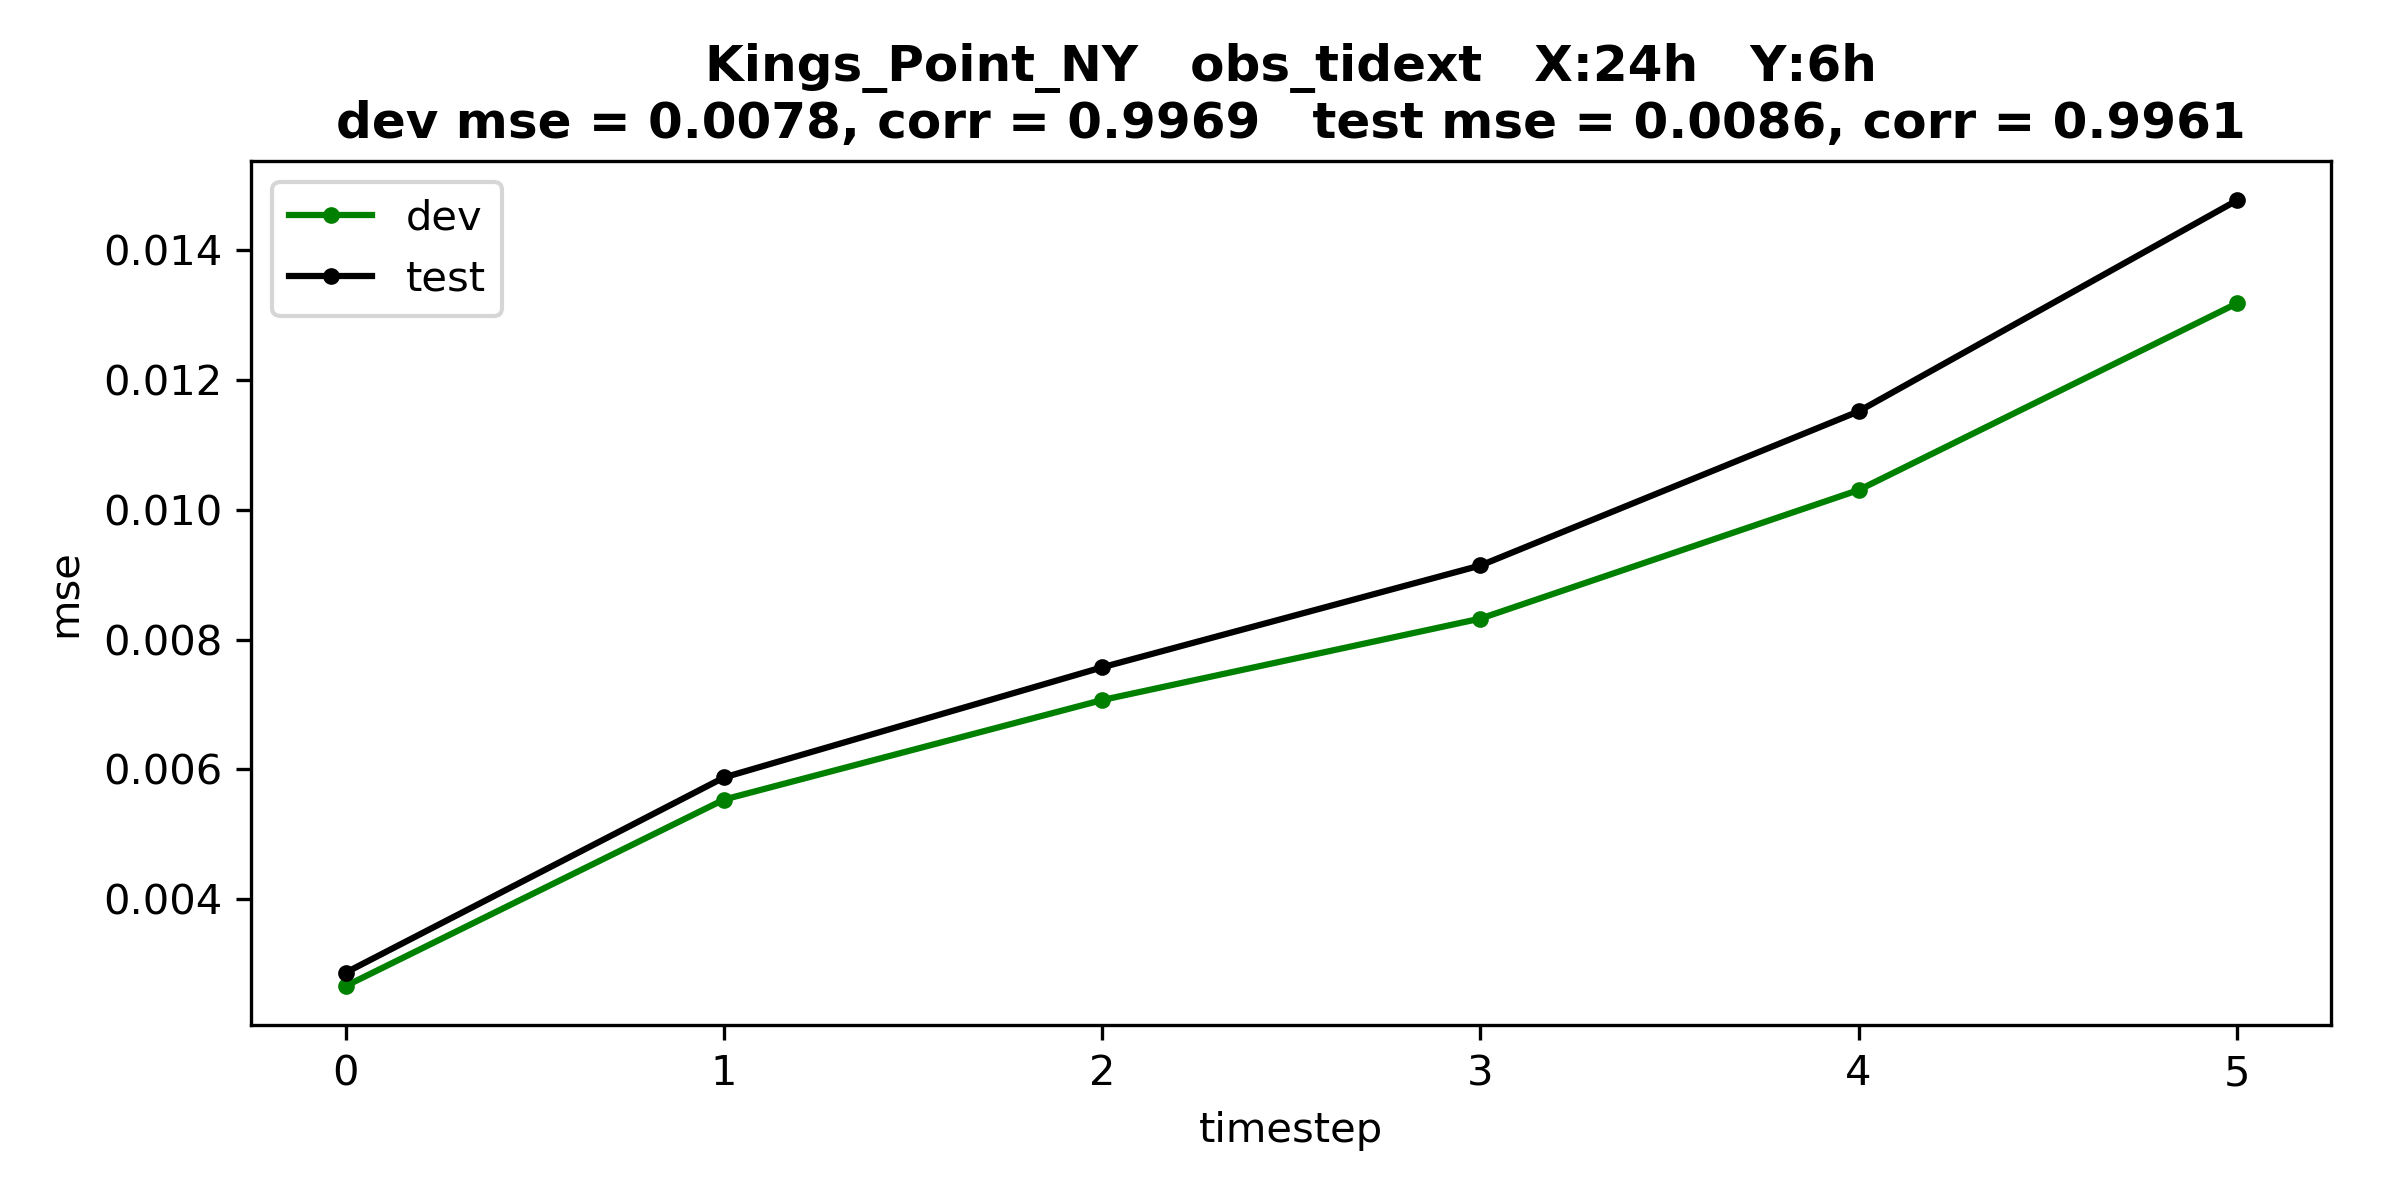 Kings_Point_NY   obs_tidext   X:24h   Y:6h
dev mse = 0.0078, corr = 0.9969   test mse = 0.0086, corr = 0.9961
dev
test
0.014
0.012
0.010
0.008
0.006
0.004
mse
0 1 2 3 4 5
timestep